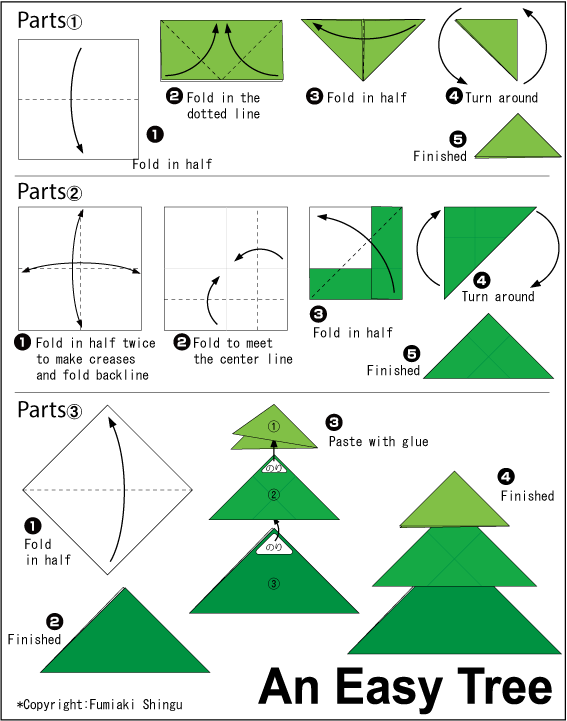 Parts①
❶
Fold in half
❷ Fold in the
dotted line
❸ Fold in half
❹ Turn around
❺
Finished
Parts②
❶ Fold in half twice
to make creases
and fold backline
❷ Fold to meet
the center line
❸
Fold in half
❹
Turn around
❺
Finished
Parts③
❶
Fold
in half
❷
Finished
①
のり
②
のり
③
❸
Paste with glue
❹
Finished
An Easy Tree
*Copyright:Fumiaki Shingu